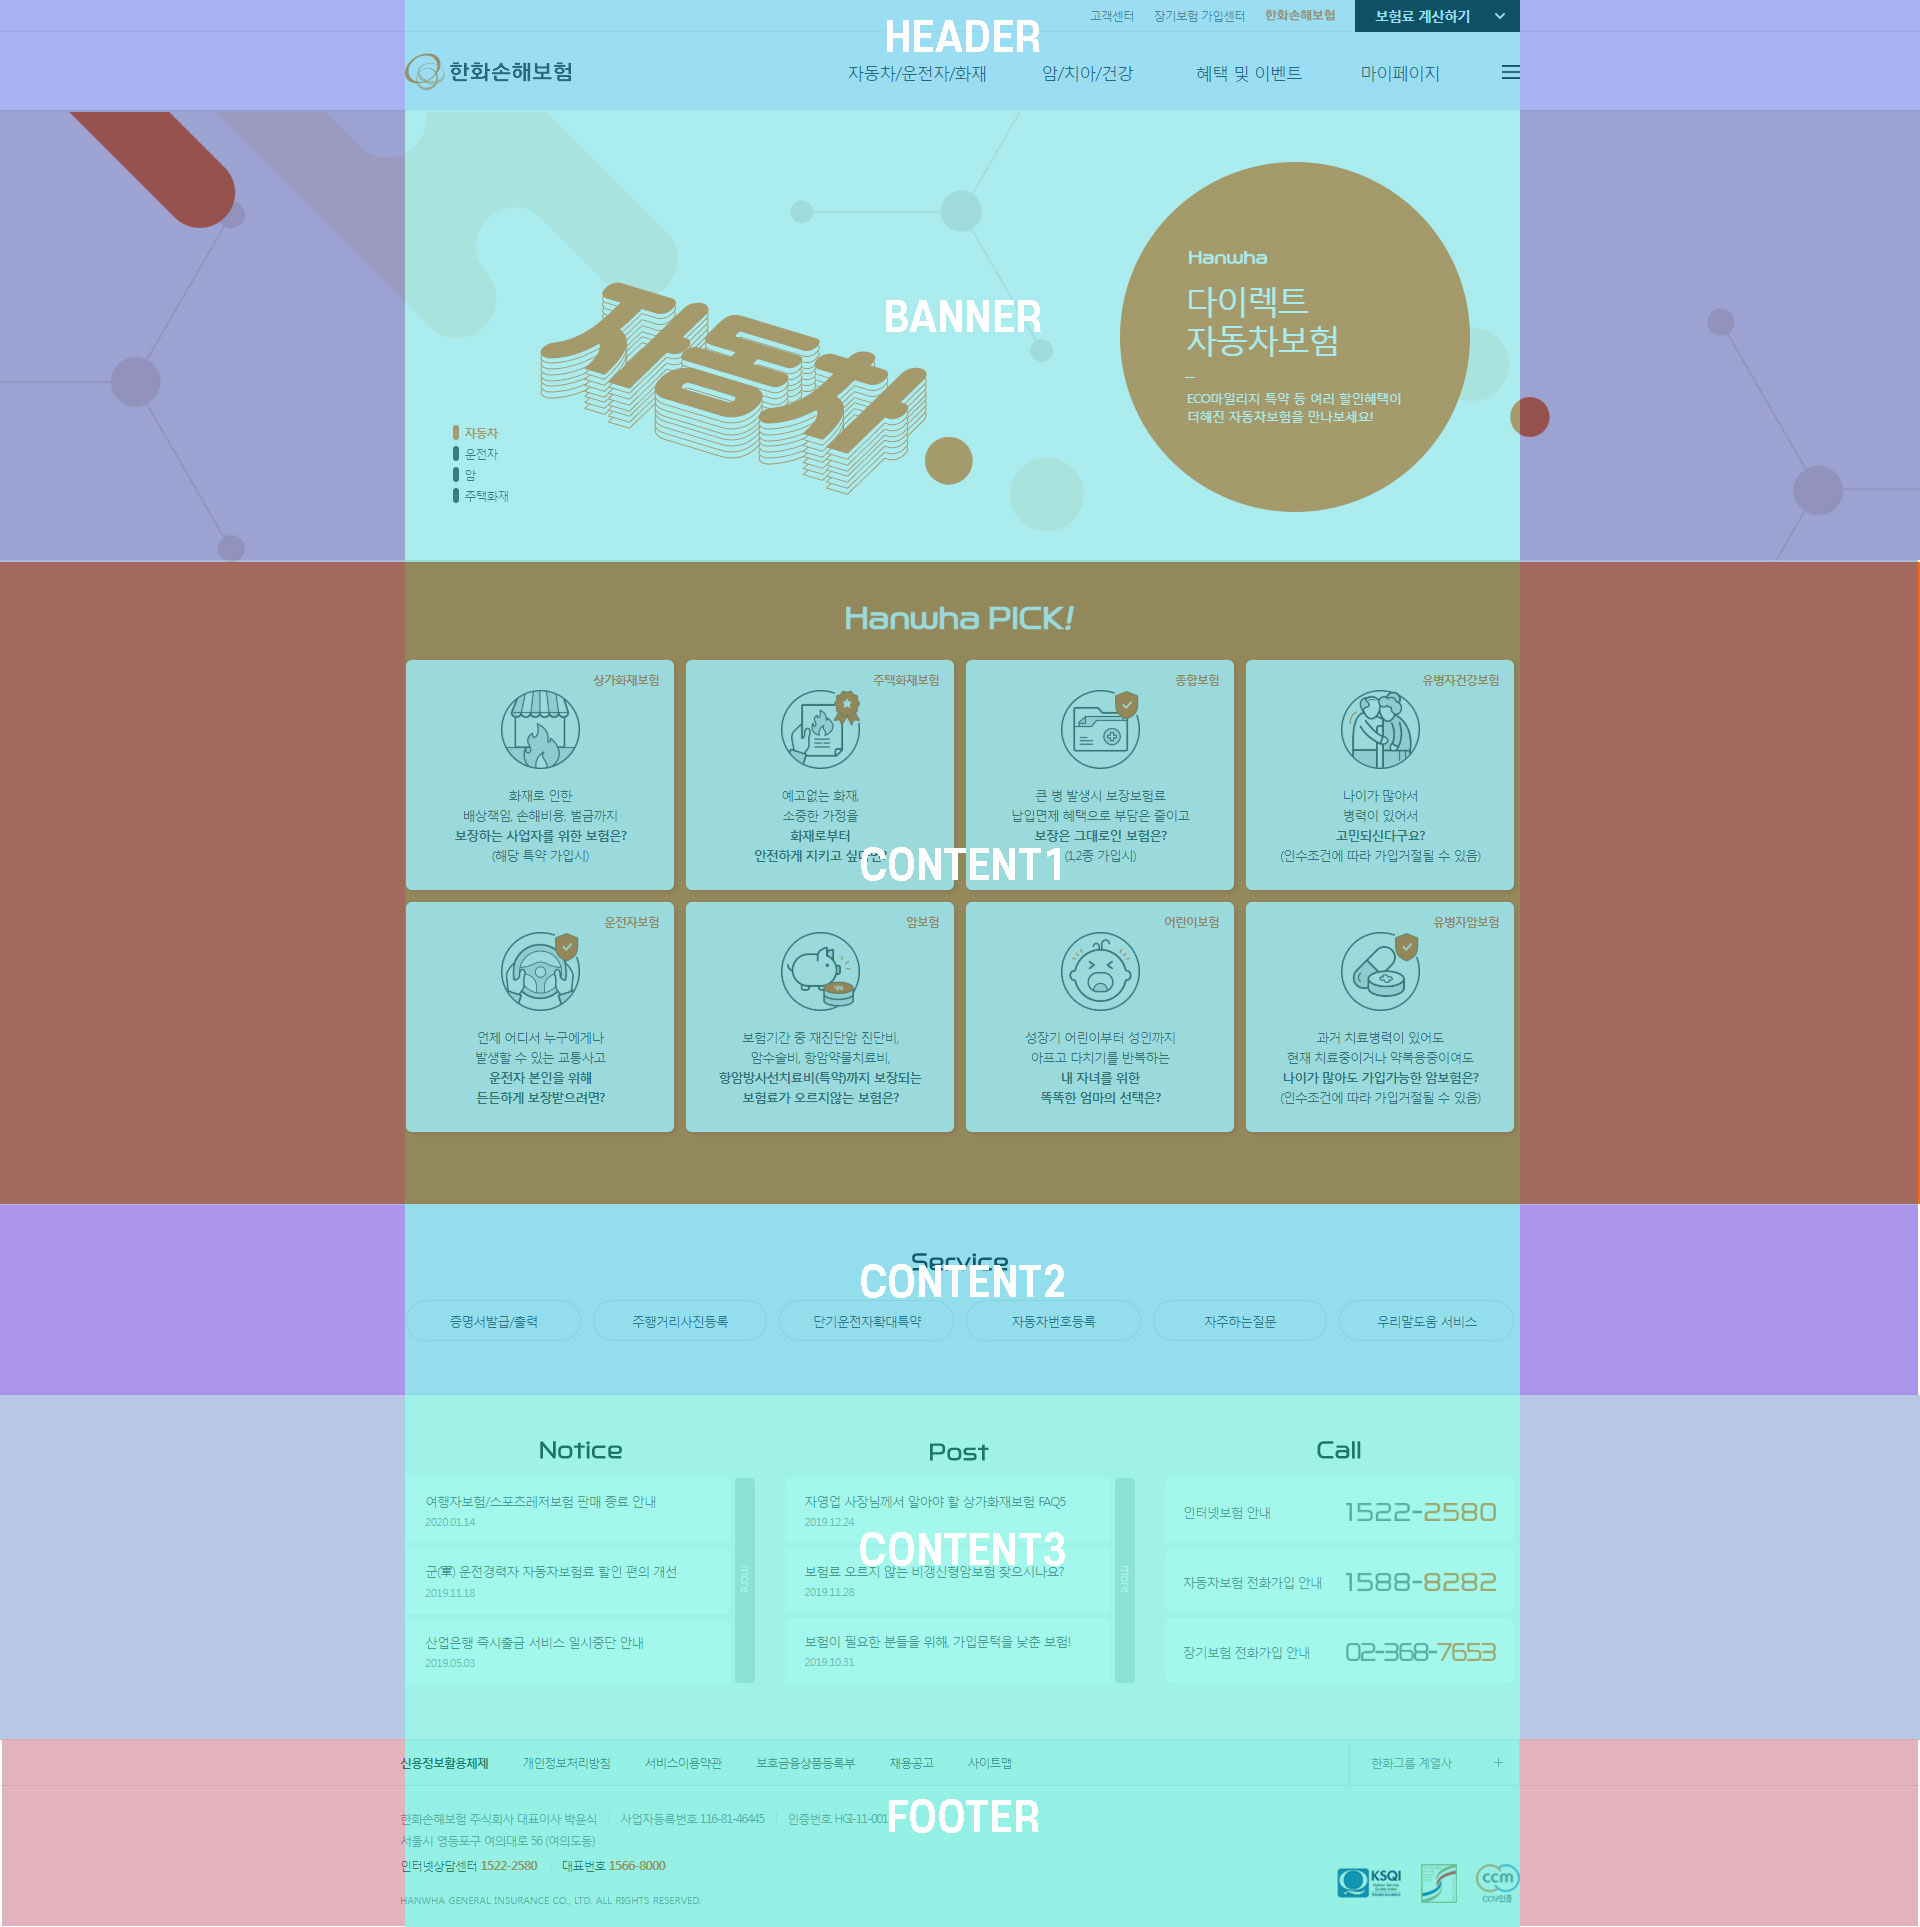 고객센터 장기보험 가입센터 한화손해보험 보험료 계산하기
HEADER
한화손해보험 자동차/운전자/화재 암/치아/건강 혜택 및 이벤트 마이페이지
Hanwha
다이렉트
자동차보험
ECO마일리지 특약 등 여러 할인혜택이
더해진 자동차보험을 만나보세요!
BANNER
자동차
자동차
운전자
암
주택화재
Hanwha PICK!
상가화재보험
화재로 인한
배상책임, 손해비용, 벌금까지
보장하는 사업자를 위한 보험은?
(해당 특약 가입시)
주택화재보험
예고없는 화재,
소중한 가정을
화재로부터
안전하게 지키고 싶다면?
종합보험
큰 병 발생시 보장보험료
납입면제 혜택으로 부담은 줄이고
보장은 그대로인 보험은?
(1,2종 가입시)
유병자건강보험
나이가 많아서
병력이 있어서
고민되신다구요?
(인수조건에 따라 가입거절될 수 있음)
CONTENT1
운전자보험
언제 어디서 누구에게나
발생할 수 있는 교통사고
운전자 본인을 위해
든든하게 보장받으려면?
암보험
보험기간 중 재진단암 진단비,
암수술비, 항암약물치료비,
항암방사선치료비(특약)까지 보장되는
보험료가 오르지않는 보험은?
어린이보험
성장기 어린이부터 성인까지
아프고 다치기를 반복하는
내 자녀를 위한
똑똑한 엄마의 선택은?
유병자암보험
과거 치료병력이 있어도
현재 치료중이거나 약복용중이여도
나이가 많아도 가입가능한 암보험은?
(인수조건에 따라 가입거절될 수 있음)
Service
CONTENT2
증명서발급/출력 주행거리사진등록 단기운전자확대특약 자동차번호등록 자주하는질문 우리말도움 서비스
Notice
여행자보험/스포츠레저보험 판매 종료 안내
2020.01.14
군(軍) 운전경력자 자동차보험료 할인 편의 개선
2019.11.18
산업은행 즉시출금 서비스 일시중단 안내
2019.05.03
more
Post
자영업 사장님께서 알아야 할 상가화재보험 FAQ5
2019.12.24
CONTENT3
보험료 오르지 않는 비갱신형암보험 찾으시나요?
2019.11.28
보험이 필요한 분들을 위해, 가입문턱을 낮춘 보험!
2019.10.31
more
Call
인터넷보험 안내 1522-2580
자동차보험 전화가입 안내 1588-8282
장기보험 전화가입 안내 02-368-7653
신용정보활용체제 개인정보처리방침 서비스이용약관 보호금융상품등록부 채용공고 사이트맵 한화그룹 계열사 +
한화손해보험 주식회사 대표이사 박윤식 사업자등록번호 116-81-46445 인증번호 HGI-11-001
FOOTER
서울시 영등포구 여의대로 56 (여의도동)
인터넷상담센터 1522-2580 대표번호 1566-8000
HANWHA GENERAL INSURANCE CO., LTD. ALL RIGHTS RESERVED.
KSQI
ccm
CCM인증